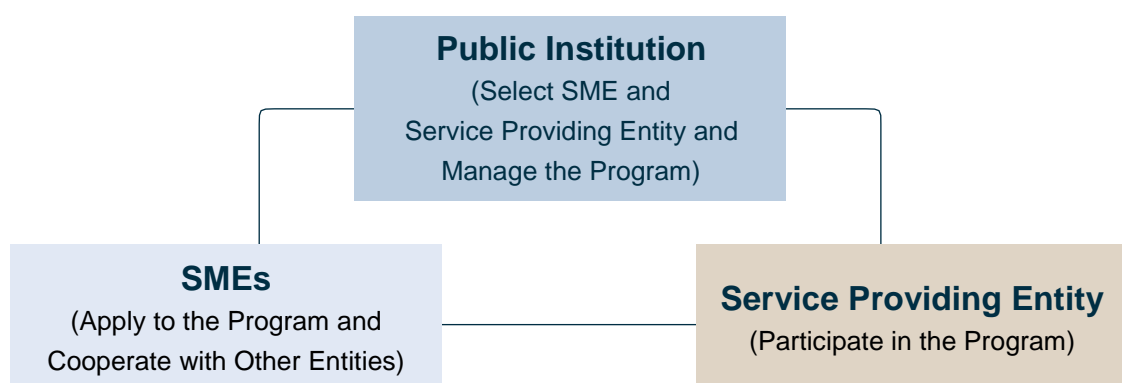 Public Institution
(Select SME and
Service Providing Entity and
Manage the Program)
SMEs
(Apply to the Program and
Cooperate with Other Entities)
Service Providing Entity
(Participate in the Program)